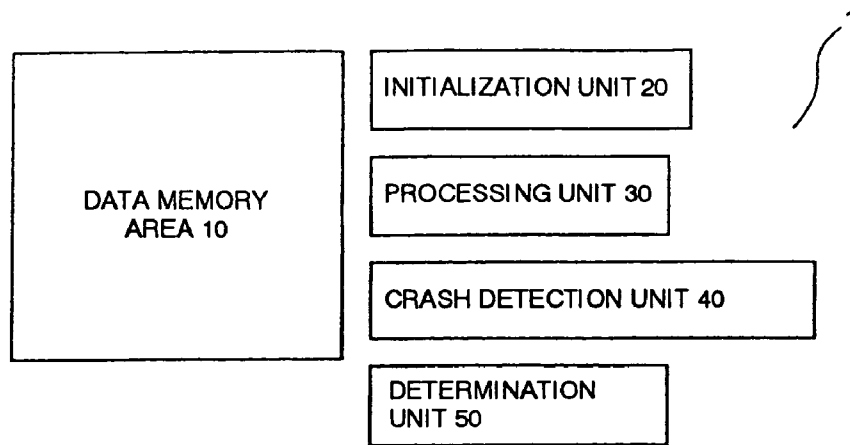 INITIALIZATION UNIT 20
DATA MEMORY
AREA 10
PROCESSING UNIT 30
CRASH DETECTION UNIT 40
DETERMINATION
UNIT 50